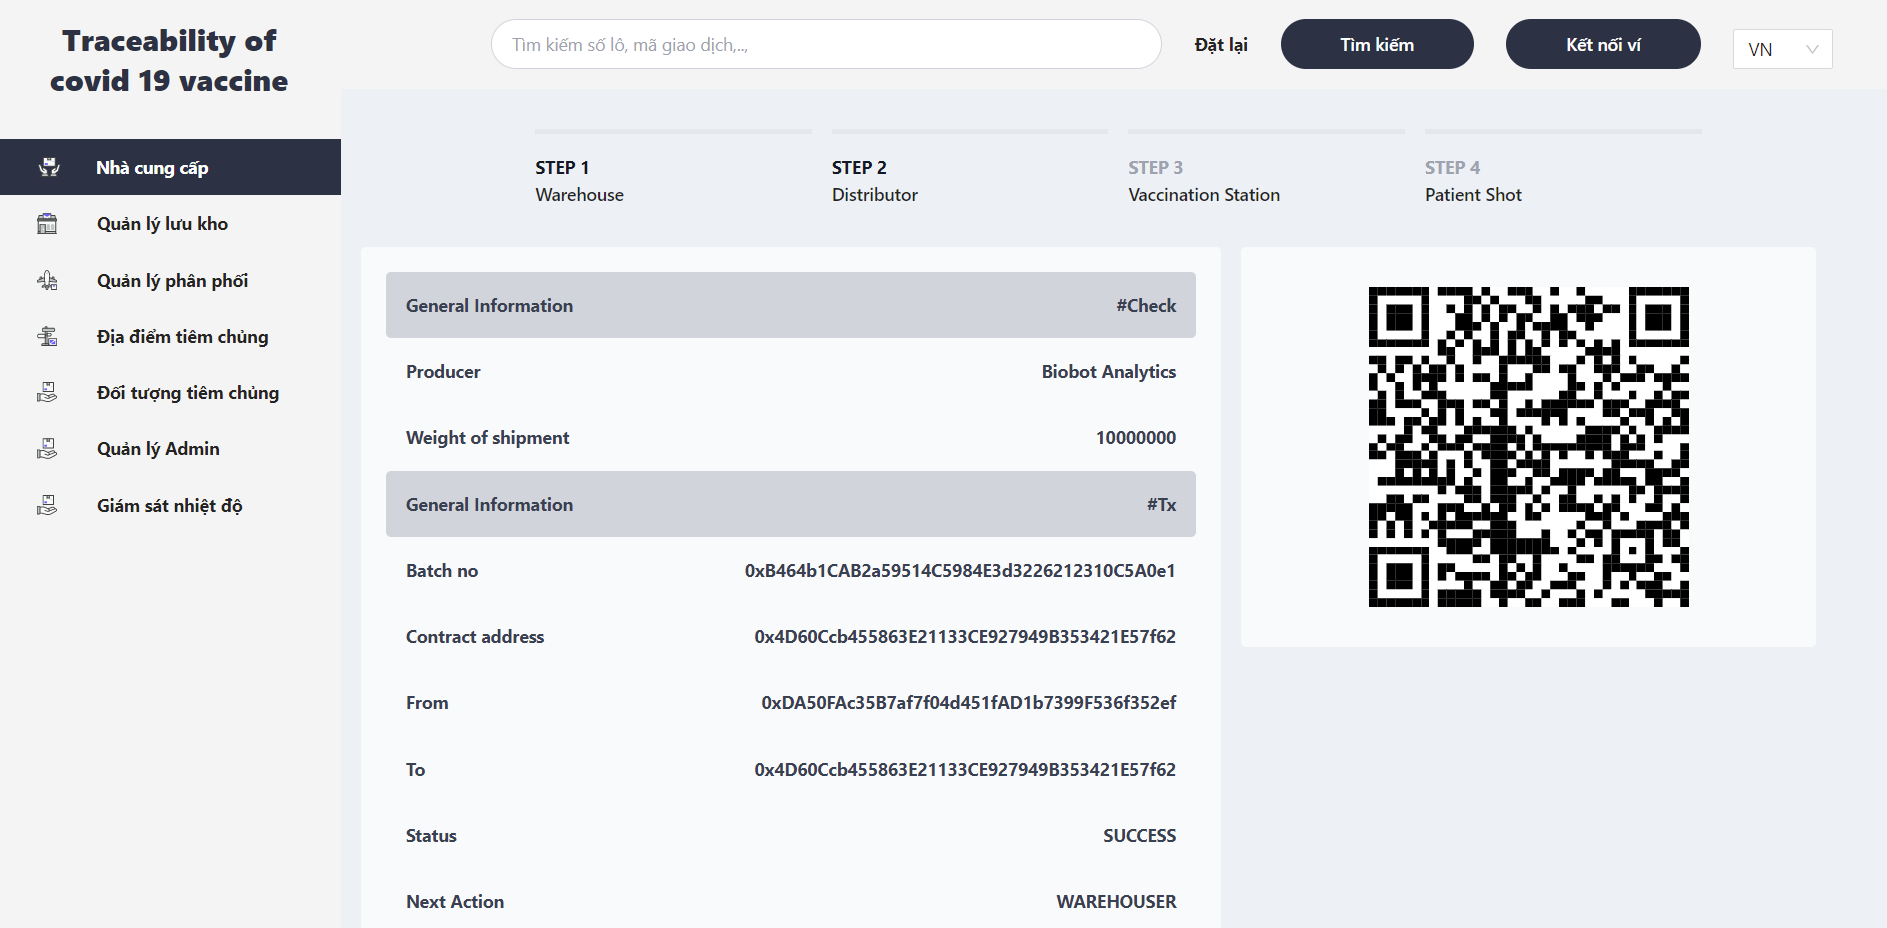 Traceability of
covid 19 vaccine
Tìm kiếm số lô, mã giao dịch,..,
Đặt lại
Tìm kiếm
Kết nối ví
VN
Nhà cung cấp
Quản lý lưu kho
Quản lý phân phối
Địa điểm tiêm chủng
Đối tượng tiêm chủng
Quản lý Admin
Giám sát nhiệt độ
STEP 1
Warehouse
STEP 2
Distributor
STEP 3
Vaccination Station
STEP 4
Patient Shot
General Information #Check
Producer Biobot Analytics
Weight of shipment 10000000
General Information #Tx
Batch no 0xB464b1CAB2a59514C5984E3d3226212310C5A0e1
Contract address 0x4D60Ccb455863E21133CE927949B353421E57f62
From 0xDA50FAc35B7af7f04d451fAD1b7399F536f352ef
To 0x4D60Ccb455863E21133CE927949B353421E57f62
Status SUCCESS
Next Action WAREHOUSER